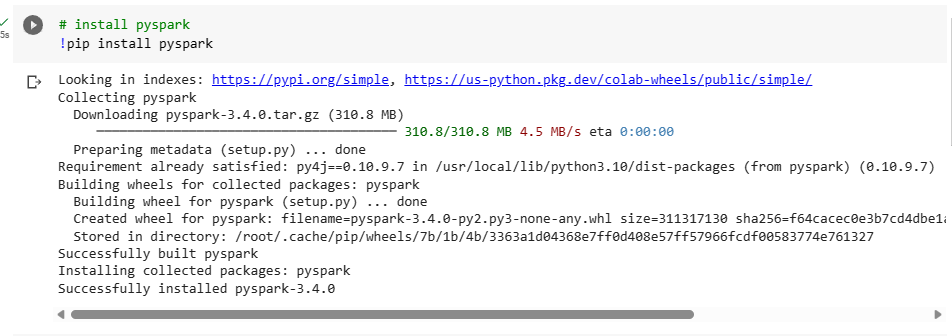 # install pyspark
!pip install pyspark
5s
Looking in indexes: https://pypi.org/simple, https://us-python.pkg.dev/colab-wheels/public/simple/
Collecting pyspark
Downloading pyspark-3.4.0.tar.gz (310.8 MB)
310.8/310.8 MB 4.5 MB/s eta 0:00:00
Preparing metadata (setup.py) ... done
Requirement already satisfied: py4j==0.10.9.7 in /usr/local/lib/python3.10/dist-packages (from pyspark) (0.10.9.7)
Building wheels for collected packages: pyspark
Building wheel for pyspark (setup.py) ... done
Created wheel for pyspark: filename=pyspark-3.4.0-py2.py3-none-any.whl size=311317130 sha256=f64cacec0e3b7cd4dbe1
Stored in directory: /root/.cache/pip/wheels/7b/1b/4b/3363a1d04368e7ff0d408e57ff57966fcdf00583774e761327
Successfully built pyspark
Installing collected packages: pyspark
Successfully installed pyspark-3.4.0